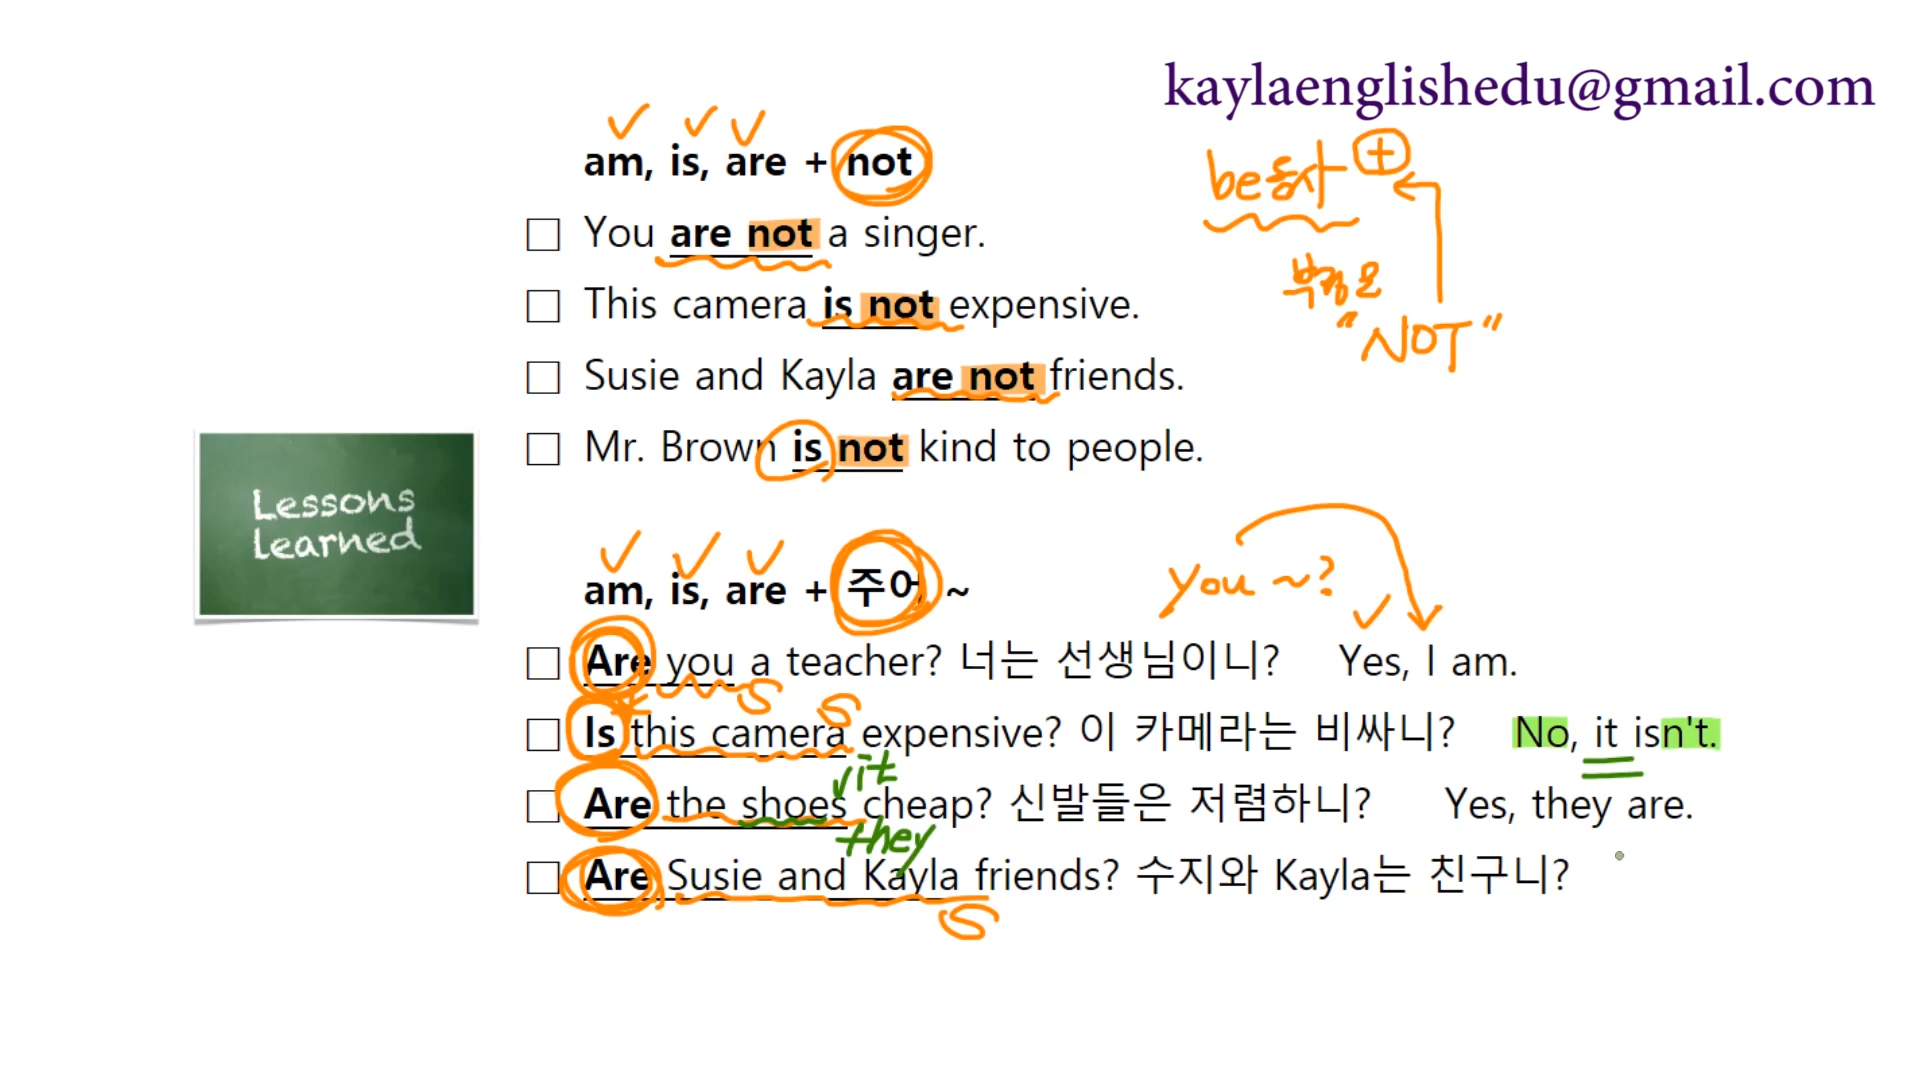 kaylaenglishedu@gmail.com
am, is, are + not
be동사 +
You are not a singer.
부정문
This camera is not expensive.
"NOT"
Susie and Kayla are not friends.
Mr. Brown is not kind to people.
Lessons
learned
am, is, are + 주어 ~
you ~?
Are you a teacher? 너는 선생님이니? Yes, I am.
S S
Is this camera expensive? 이 카메라는 비싸니? No, it isn't.
it
Are the shoes cheap? 신발들은 저렴하니? Yes, they are.
they
Are Susie and Kayla friends? 수지와 Kayla는 친구니?
S